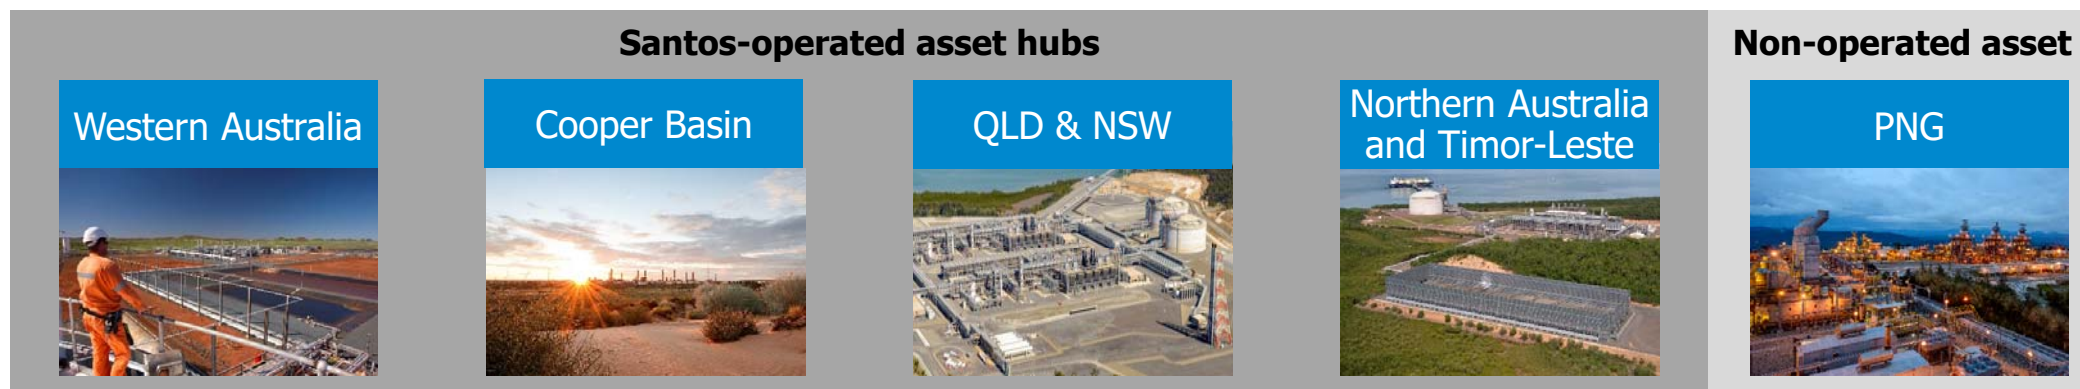 Santos-operated asset hubs
Non-operated asset
Western Australia
Cooper Basin
QLD & NSW
Northern Australia
and Timor-Leste
PNG